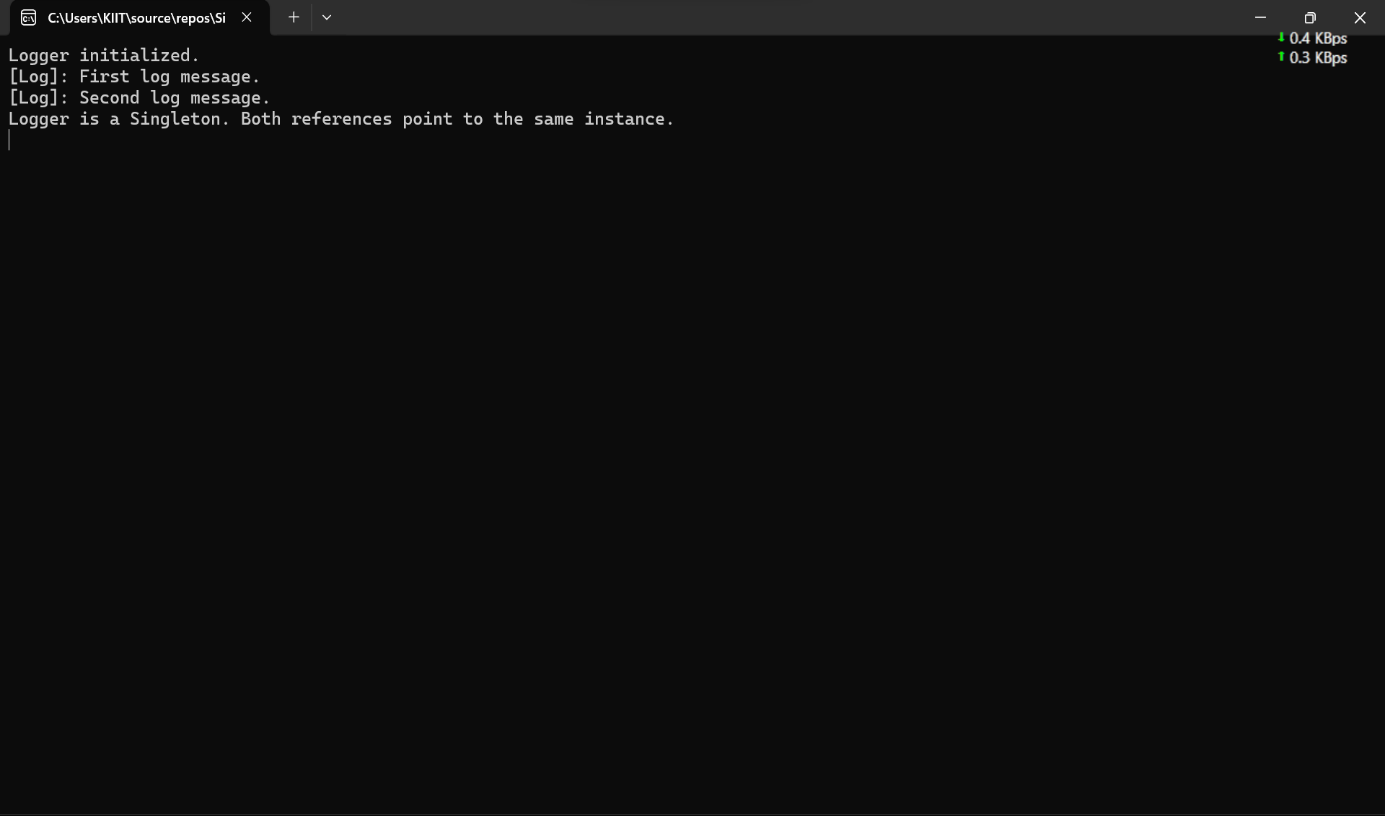 C:\Users\KIIT\source\repos\Si
0.4 KBps
0.3 KBps
Logger initialized.
[Log]: First log message.
[Log]: Second log message.
Logger is a Singleton. Both references point to the same instance.